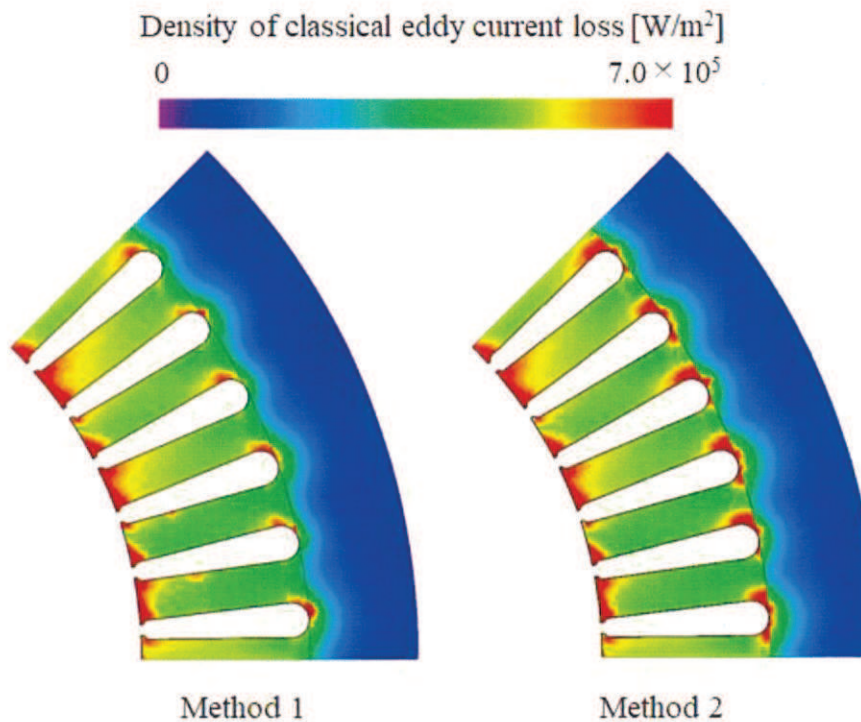 Density of classical eddy current loss [W/m²]
0 7.0 × 10⁵
Method 1 Method 2